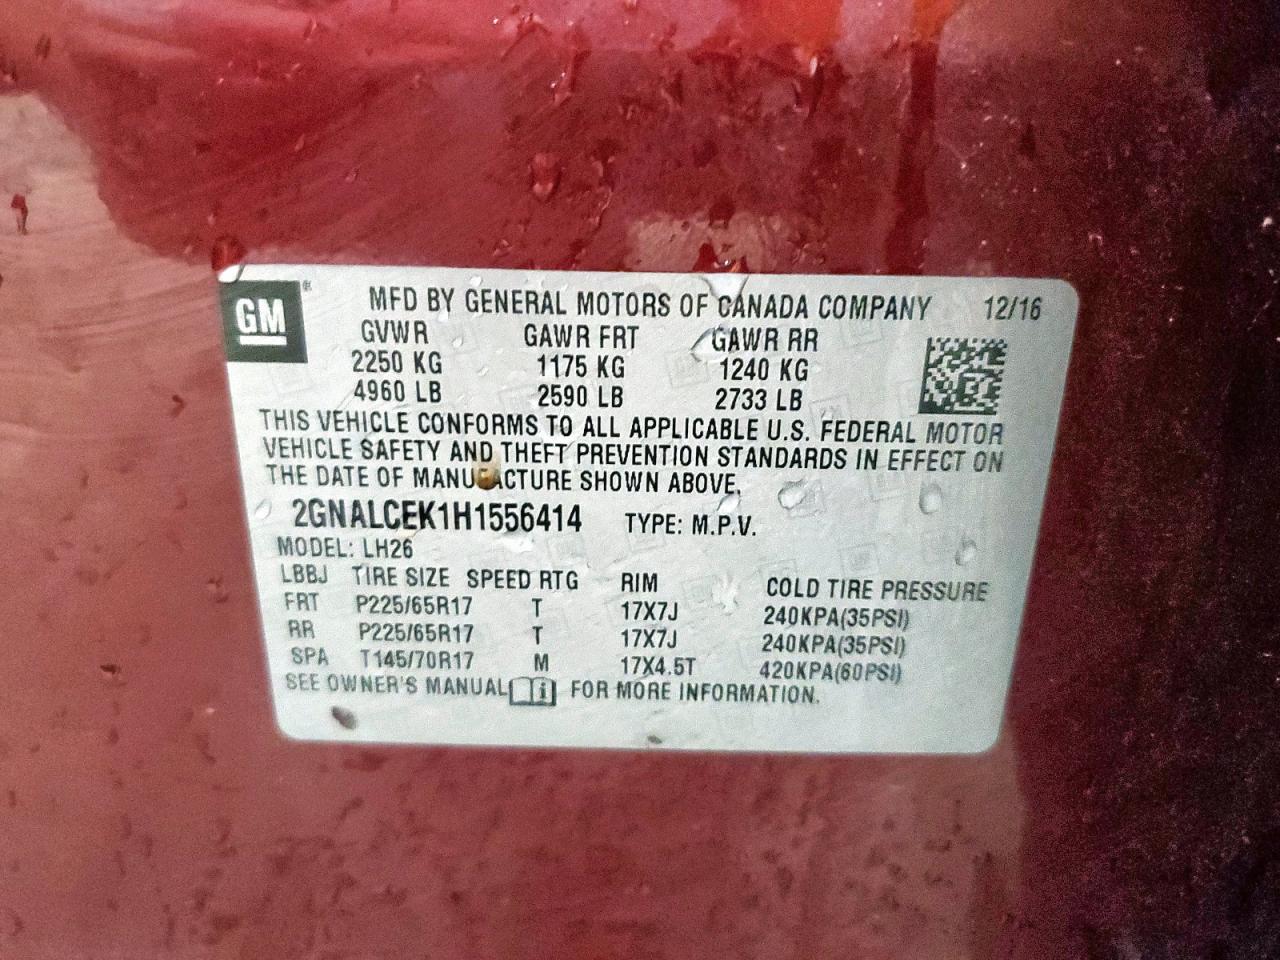 GM ® MFD BY GENERAL MOTORS OF CANADA COMPANY 12/16
GVWR GAWR FRT GAWR RR
2250 KG 1175 KG 1240 KG
4960 LB 2590 LB 2733 LB
THIS VEHICLE CONFORMS TO ALL APPLICABLE U.S. FEDERAL MOTOR
VEHICLE SAFETY AND THEFT PREVENTION STANDARDS IN EFFECT ON
THE DATE OF MANUFACTURE SHOWN ABOVE.
2GNALCEK1H1556414 TYPE: M.P.V.
MODEL: LH26
LBBJ TIRE SIZE SPEED RTG RIM COLD TIRE PRESSURE
FRT P225/65R17 T 17X7J 240KPA(35PSI)
RR P225/65R17 T 17X7J 240KPA(35PSI)
SPA T145/70R17 M 17X4.5T 420KPA(60PSI)
SEE OWNER'S MANUAL i FOR MORE INFORMATION.